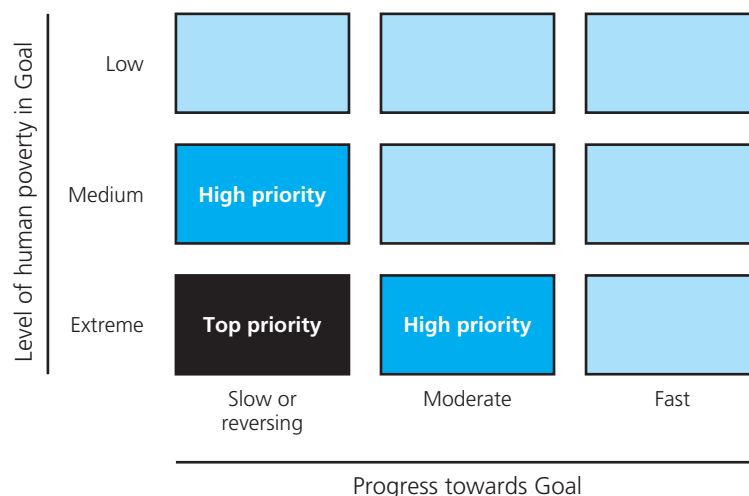 Level of human poverty in Goal
Low
Medium
High priority
Extreme
Top priority
High priority
Slow or
reversing
Moderate
Fast
Progress towards Goal